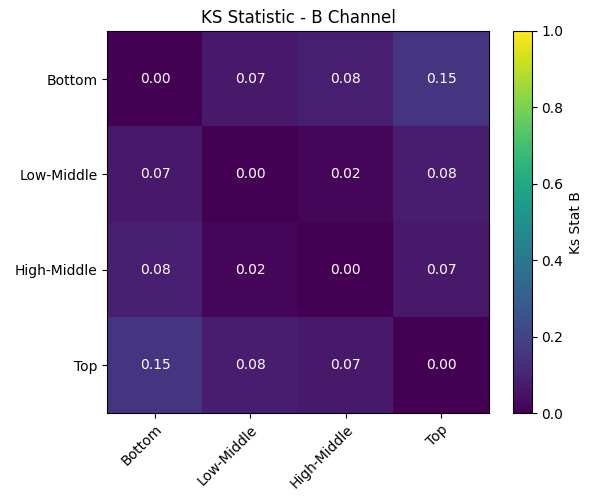 KS Statistic - B Channel
Bottom 0.00 0.07 0.08 0.15
Low-Middle 0.07 0.00 0.02 0.08
High-Middle 0.08 0.02 0.00 0.07
Top 0.15 0.08 0.07 0.00
Bottom Low-Middle High-Middle Top
1.0
0.8
0.6
0.4
0.2
0.0
Ks Stat B